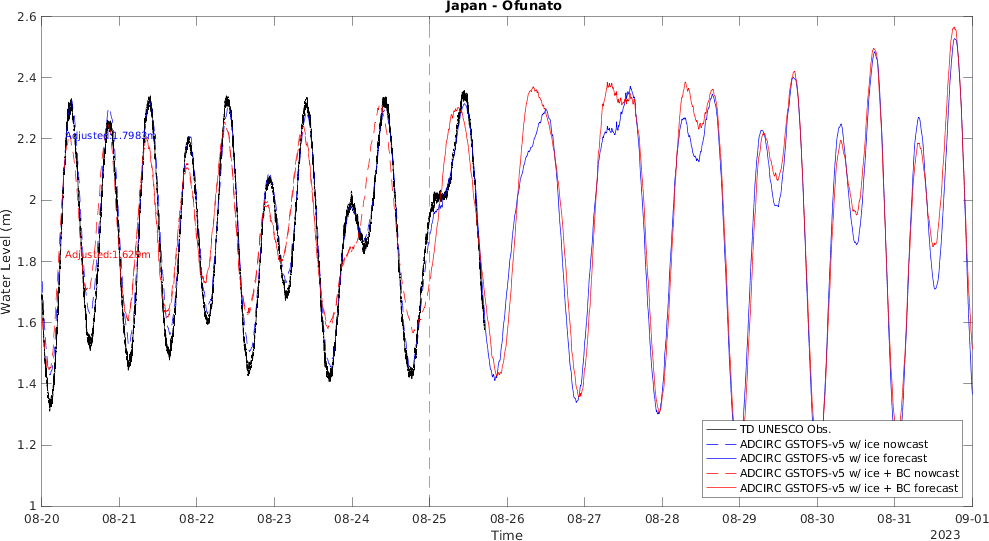 Japan - Ofunato
Water Level (m)
2.6
2.4
2.2
2
1.8
1.6
1.4
1.2
1
Adjusted:1.7983m
Adjusted:1.629m
TD UNESCO Obs.
ADCIRC GSTOFS-v5 w/ ice nowcast
ADCIRC GSTOFS-v5 w/ ice forecast
ADCIRC GSTOFS-v5 w/ ice + BC nowcast
ADCIRC GSTOFS-v5 w/ ice + BC forecast
08-20 08-21 08-22 08-23 08-24 08-25 08-26 08-27 08-28 08-29 08-30 08-31 09-01
Time
2023